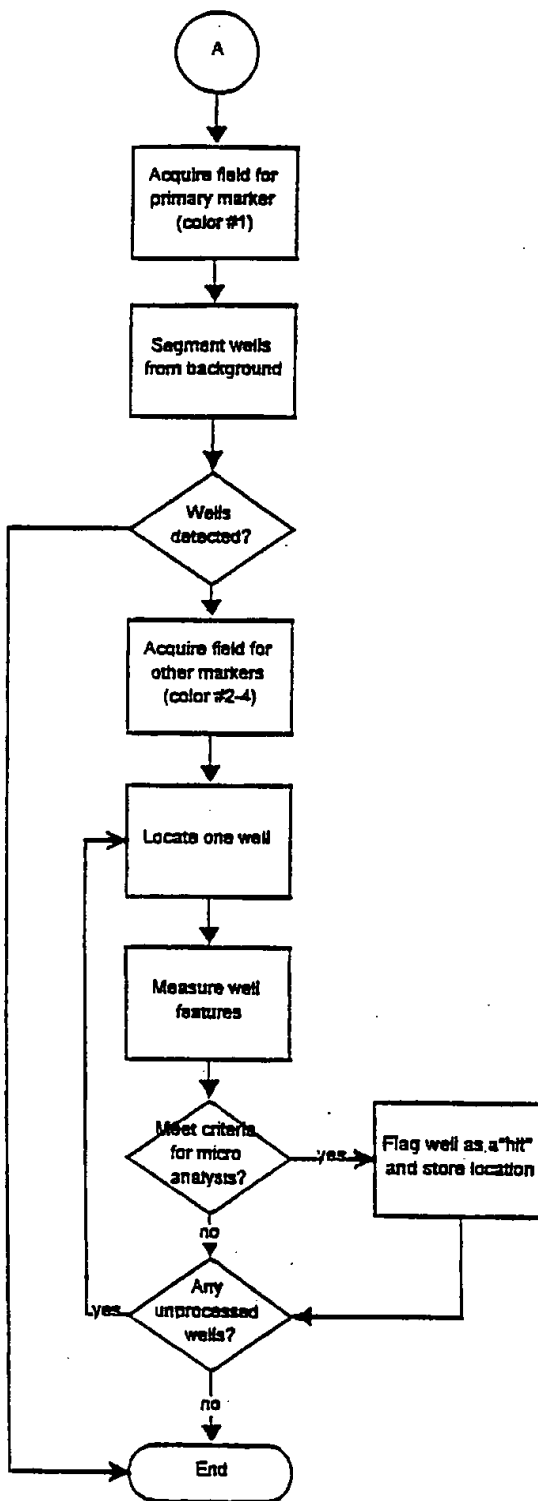 A
Acquire field for
primary marker
(color #1)
Segment wells
from background
Wells
detected?
Acquire field for
other markers
(color #2-4)
Locate one well
Measure well
features
Meet criteria
for micro
analysis?
yes
Flag well as a "hit"
and store location
no
Any
unprocessed
wells?
yes
no
End